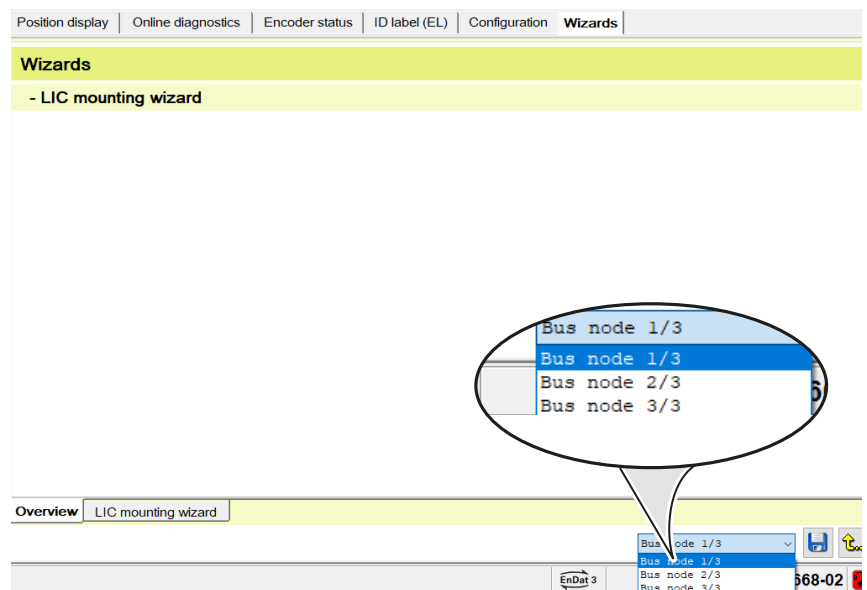 Position display Online diagnostics Encoder status ID label (EL) Configuration Wizards
Wizards
- LIC mounting wizard
Bus node 1/3
Bus node 1/3
Bus node 2/3
Bus node 3/3
Overview LIC mounting wizard
Bus node 1/3
Bus node 1/3
EnDat 3 Bus node 2/3 668-02
Bus node 3/3